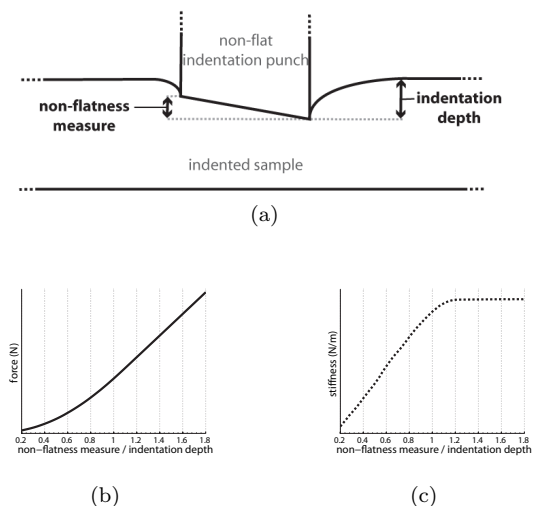 non-flat
indentation punch
non-flatness
measure
indentation
depth
indented sample
(a)
force (N)
0.2 0.4 0.6 0.8 1 1.2 1.4 1.6 1.8
non−flatness measure / indentation depth
(b)
stiffness (N/m)
0.2 0.4 0.6 0.8 1 1.2 1.4 1.6 1.8
non−flatness measure / indentation depth
(c)